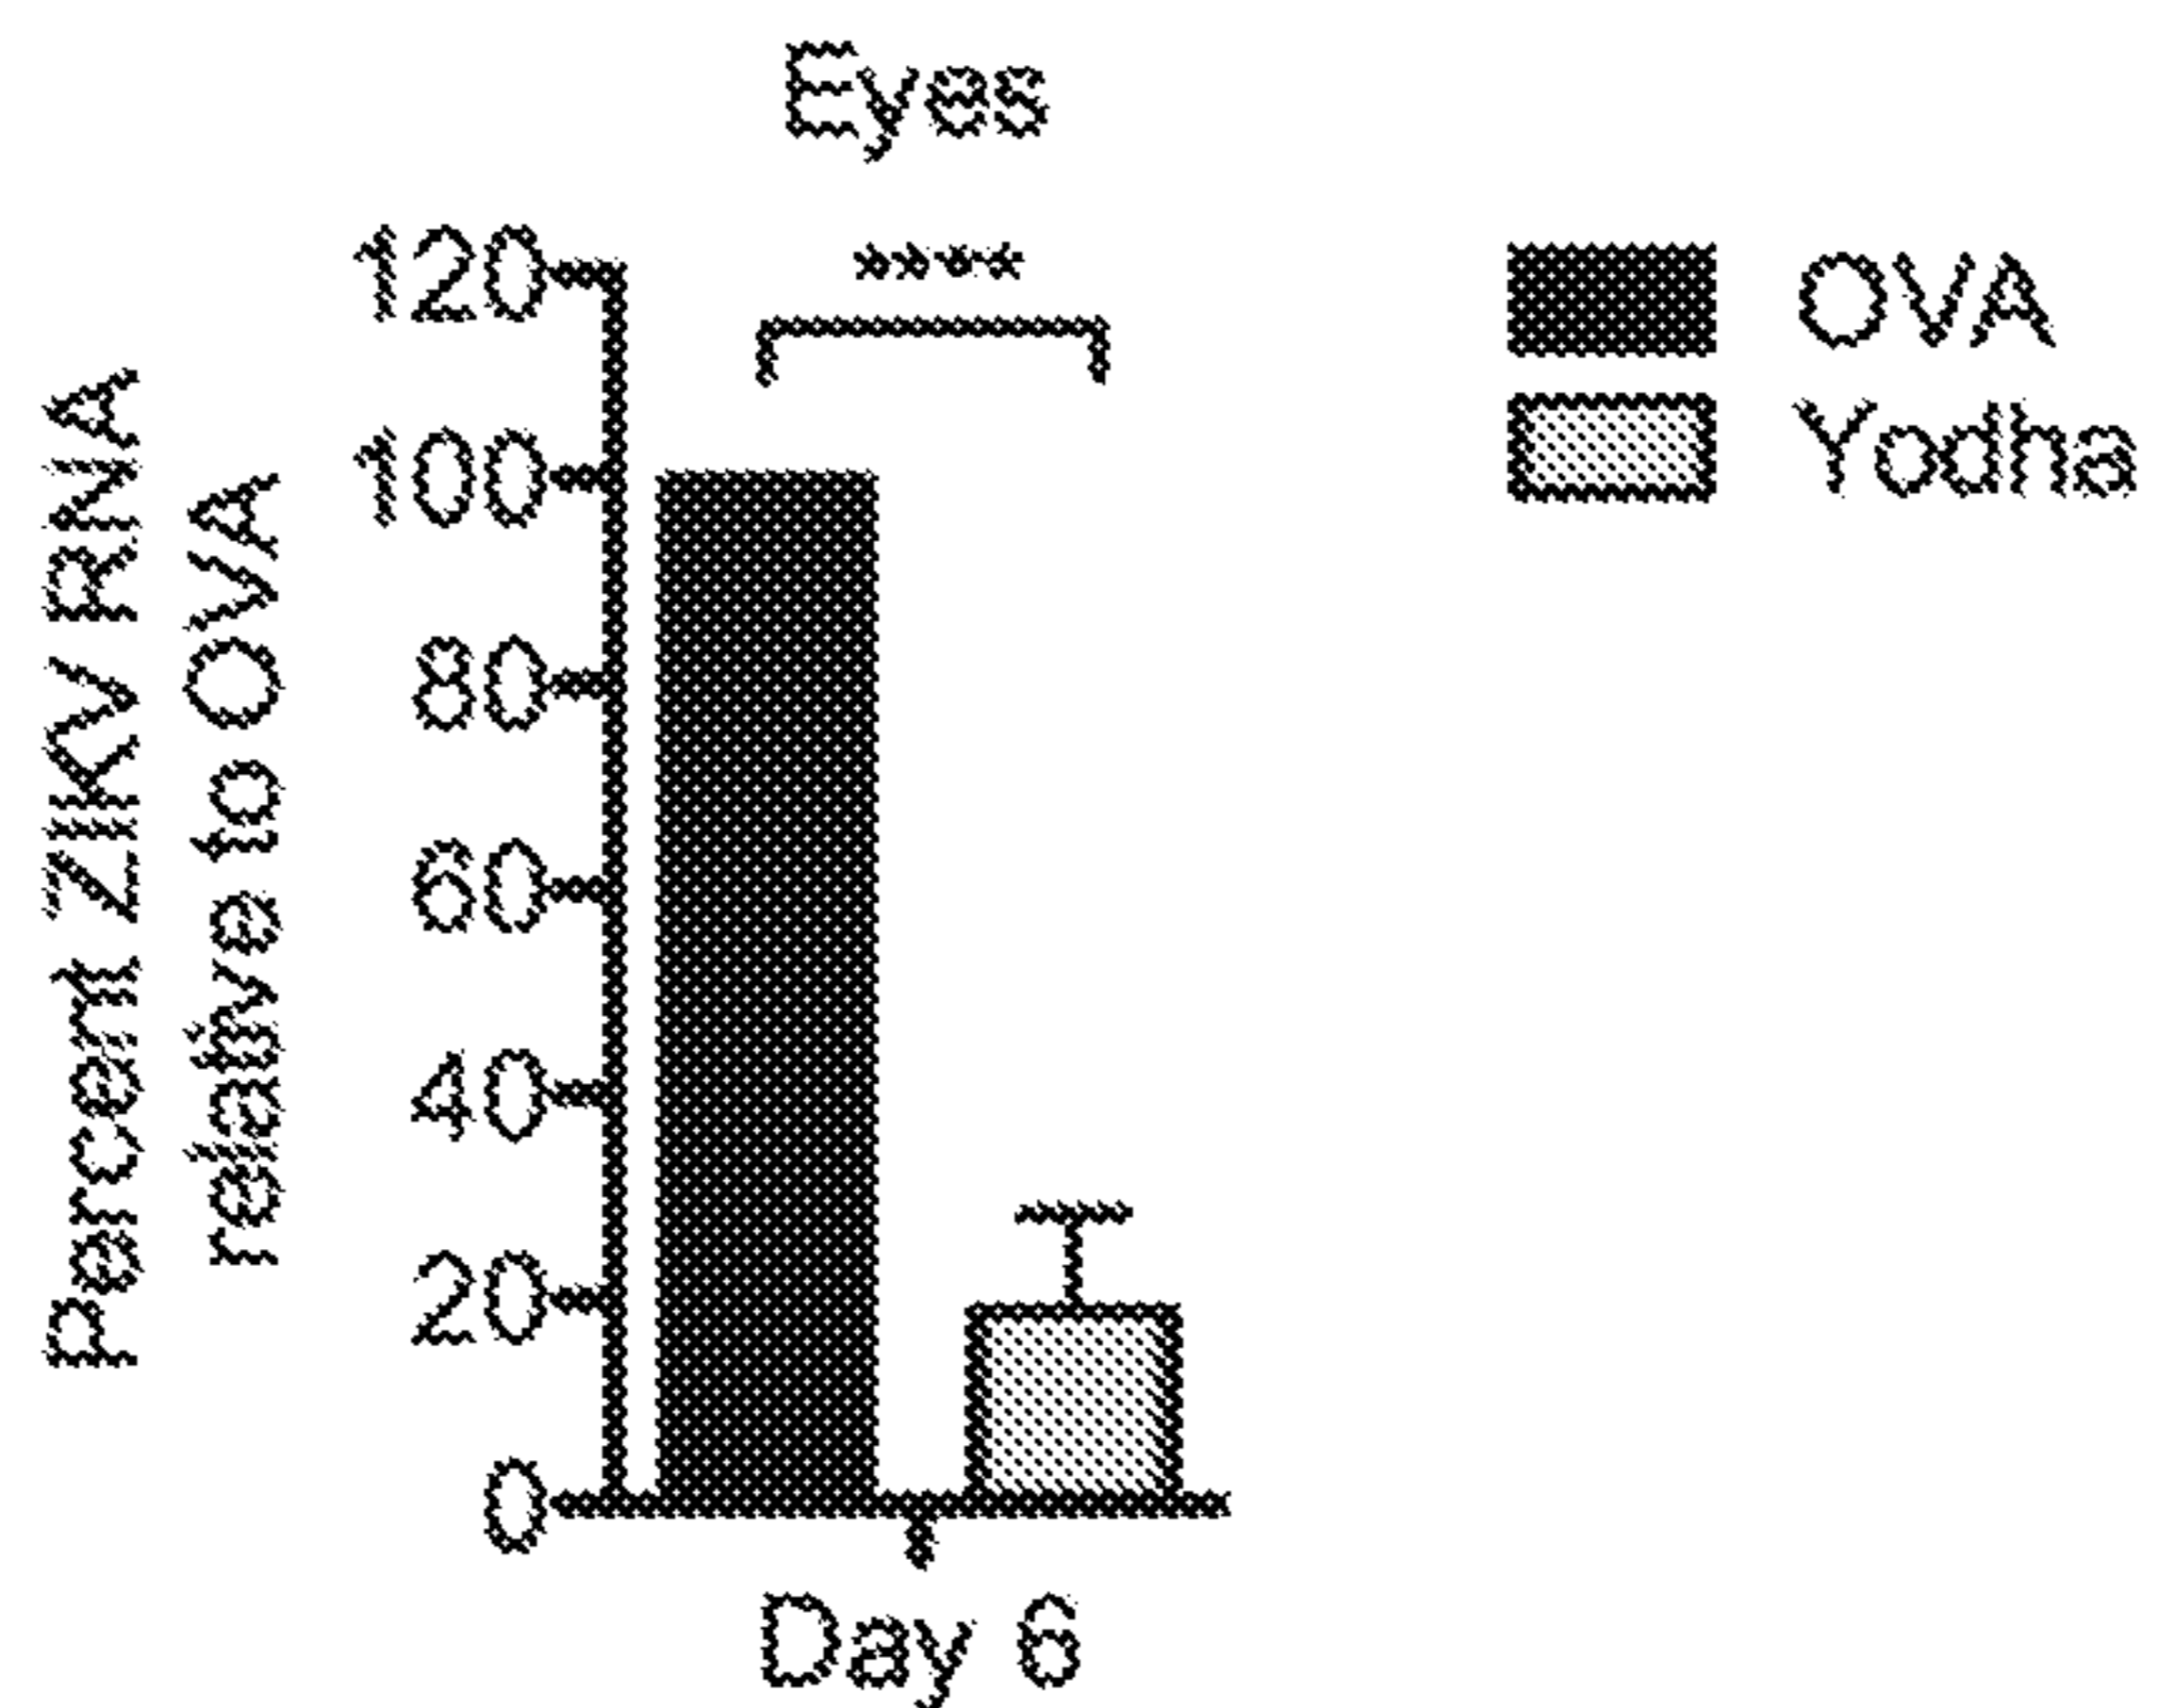 Eyes
****
Percent ZIKV RNA
relative to OVA
120
100
80
60
40
20
0
Day 6
OVA
Yodha